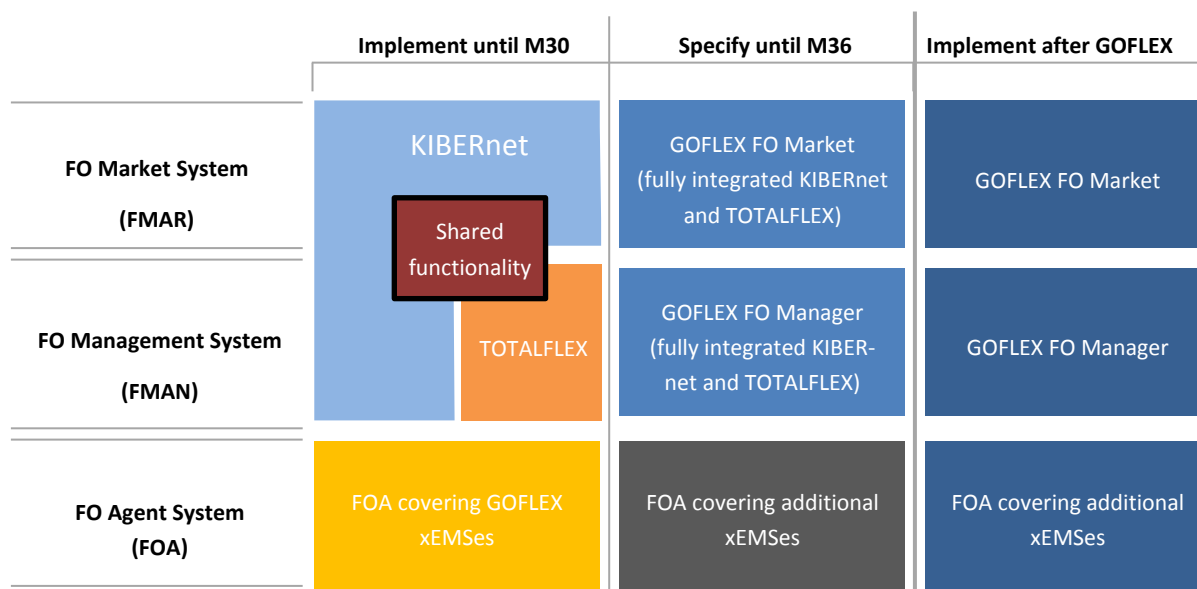 Implement until M30
Specify until M36
Implement after GOFLEX
FO Market System
(FMAR)
KIBERnet
GOFLEX FO Market
(fully integrated KIBERnet
and TOTALFLEX)
GOFLEX FO Market
Shared
functionality
FO Management System
(FMAN)
TOTALFLEX
GOFLEX FO Manager
(fully integrated KIBER-
net and TOTALFLEX)
GOFLEX FO Manager
FO Agent System
(FOA)
FOA covering GOFLEX
xEMSes
FOA covering additional
xEMSes
FOA covering additional
xEMSes